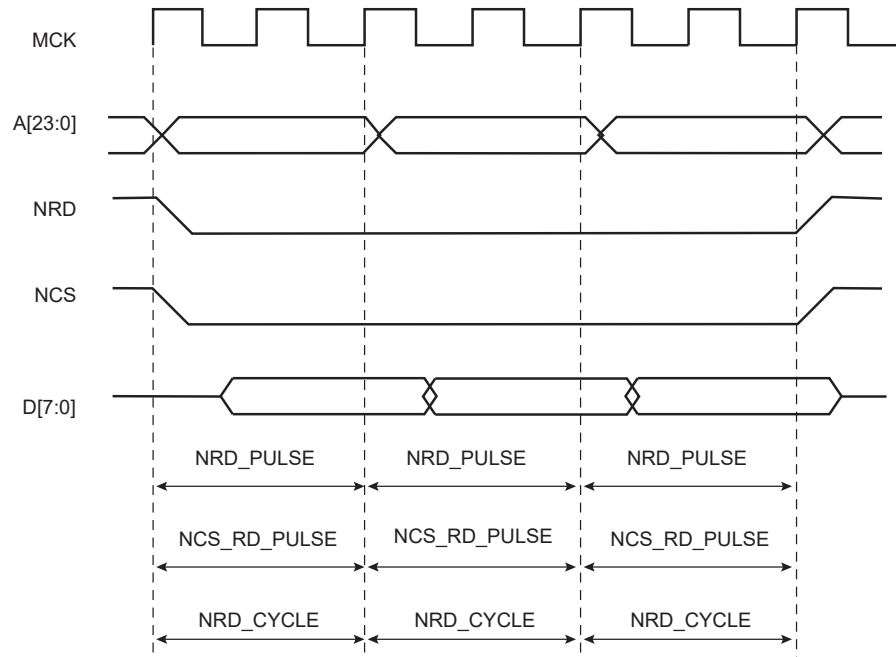 MCK
A[23:0]
NRD
NCS
D[7:0]
NRD_PULSE NRD_PULSE NRD_PULSE
NCS_RD_PULSE NCS_RD_PULSE NCS_RD_PULSE
NRD_CYCLE NRD_CYCLE NRD_CYCLE